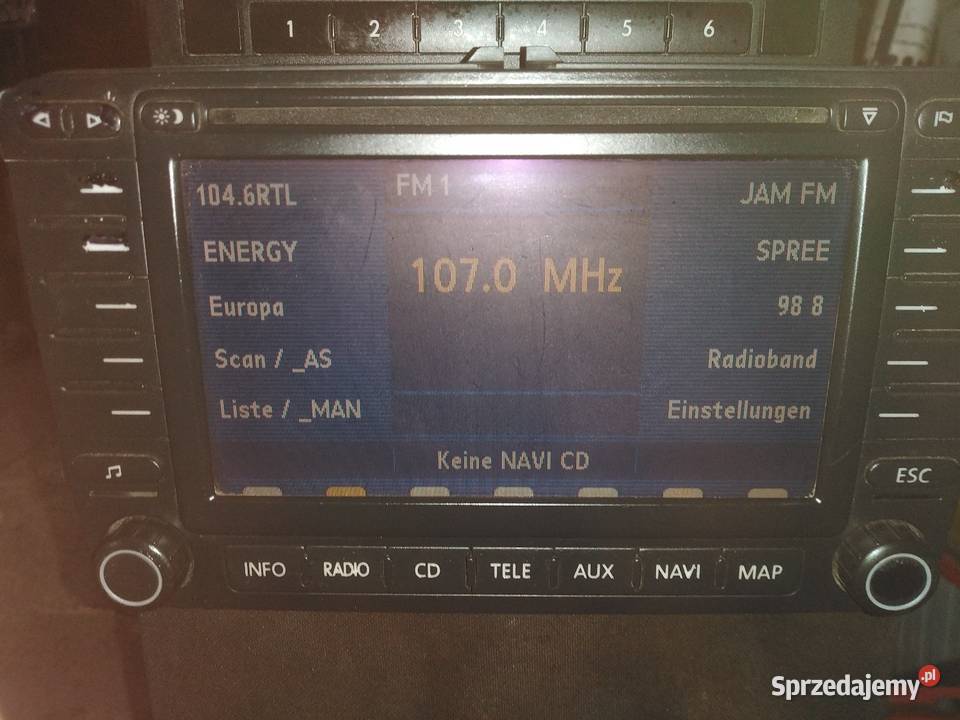 1 2 3 4 5 6
FM 1
104.6RTL
JAM FM
ENERGY
SPREE
107.0 MHz
Europa
98 8
Scan / _AS
Radioband
Liste / _MAN
Einstellungen
Keine NAVI CD
ESC
INFO RADIO CD TELE AUX NAVI MAP
Sprzedajemy.pl